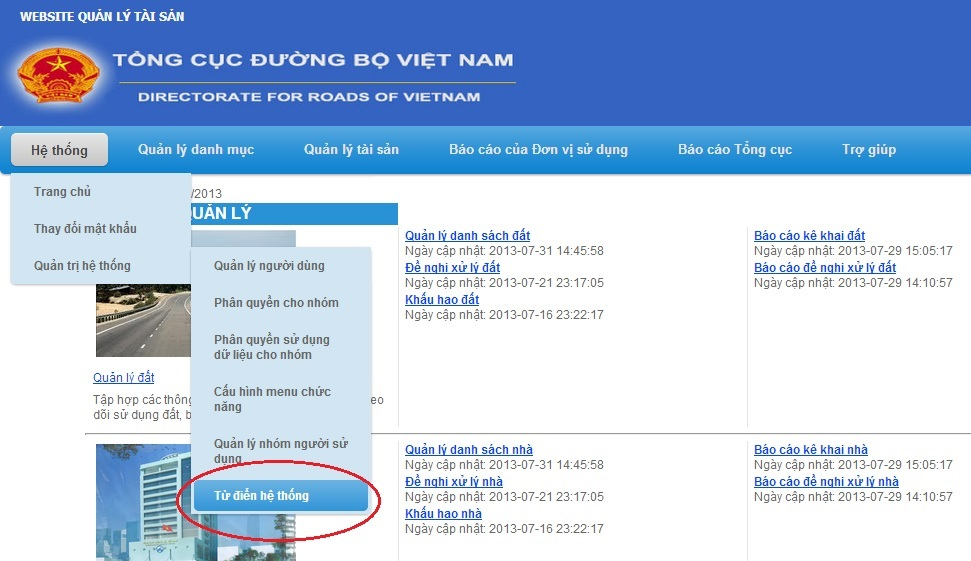 WEBSITE QUẢN LÝ TÀI SẢN
TỔNG CỤC ĐƯỜNG BỘ VIỆT NAM
DIRECTORATE FOR ROADS OF VIETNAM
Hệ thống
Quản lý danh mục
Quản lý tài sản
Báo cáo của Đơn vị sử dụng
Báo cáo Tổng cục
Trợ giúp
Trang chủ
Thay đổi mật khẩu
Quản trị hệ thống
/2013
QUẢN LÝ
Quản lý người dùng
Phân quyền cho nhóm
Phân quyền sử dụng
dữ liệu cho nhóm
Cấu hình menu chức
năng
Quản lý nhóm người sử
dụng
Từ điển hệ thống
Quản lý đất
Tập hợp các thông
dõi sử dụng đất,
Quản lý danh sách đất
Ngày cập nhật: 2013-07-31 14:45:58
Đề nghi xử lý đất
Ngày cập nhật: 2013-07-21 23:17:05
Khấu hao đất
Ngày cập nhật: 2013-07-16 23:22:17
Báo cáo kê khai đất
Ngày cập nhật: 2013-07-29 15:05:17
Báo cáo đề nghi xử lý đất
Ngày cập nhật: 2013-07-29 14:10:57
Quản lý danh sách nhà
Ngày cập nhật: 2013-07-31 14:45:58
Đề nghi xử lý nhà
Ngày cập nhật: 2013-07-21 23:17:05
Khấu hao nhà
Ngày cập nhật: 2013-07-16 23:22:17
Báo cáo kê khai nhà
Ngày cập nhật: 2013-07-29 15:05:17
Báo cáo đề nghi xử lý nhà
Ngày cập nhật: 2013-07-29 14:10:57